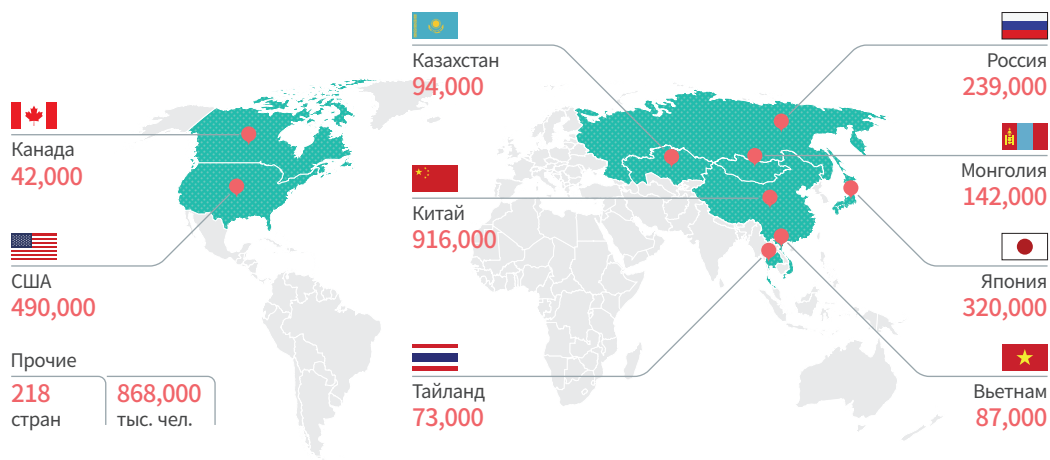 Канада
42,000
США
490,000
Прочие
218
стран
868,000
тыс. чел.
Казахстан
94,000
Китай
916,000
Тайланд
73,000
Россия
239,000
Монголия
142,000
Япония
320,000
Вьетнам
87,000